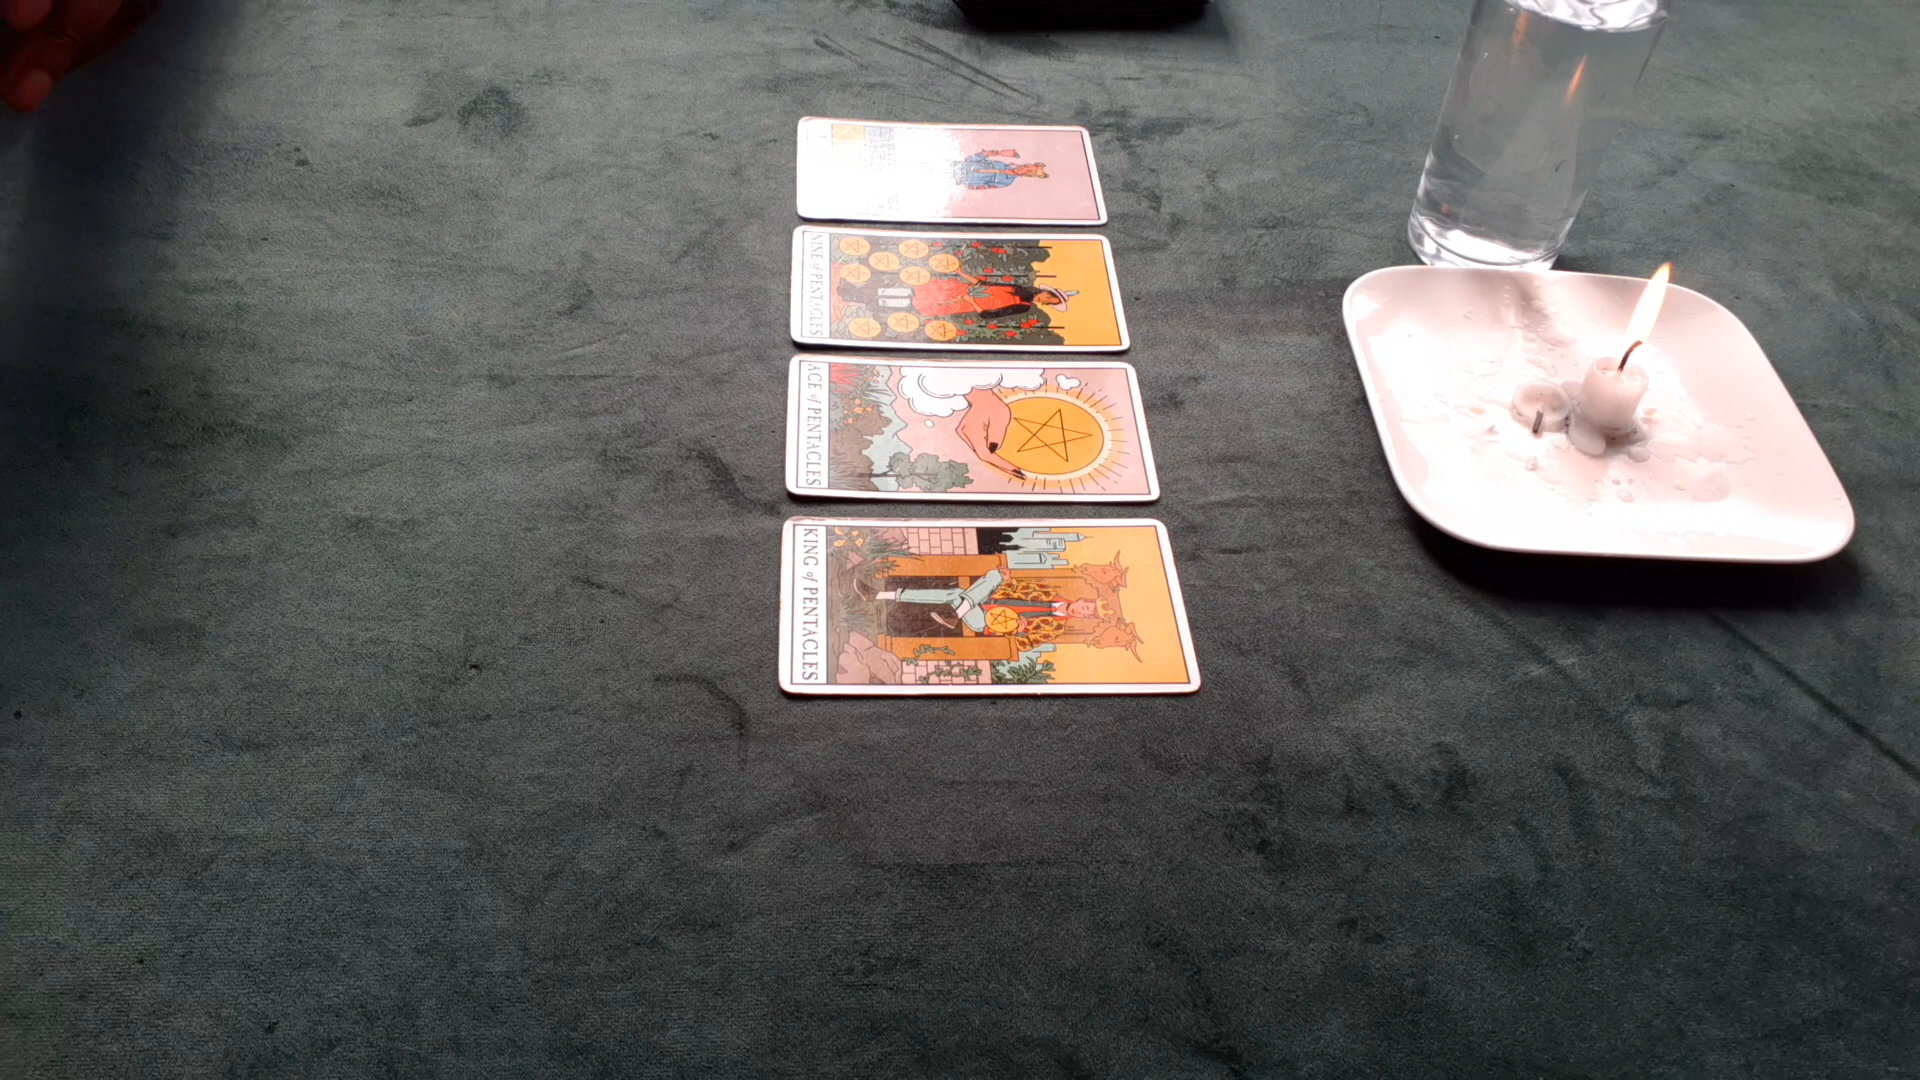 NINE of PENTACLES
ACE of PENTACLES
KING of PENTACLES